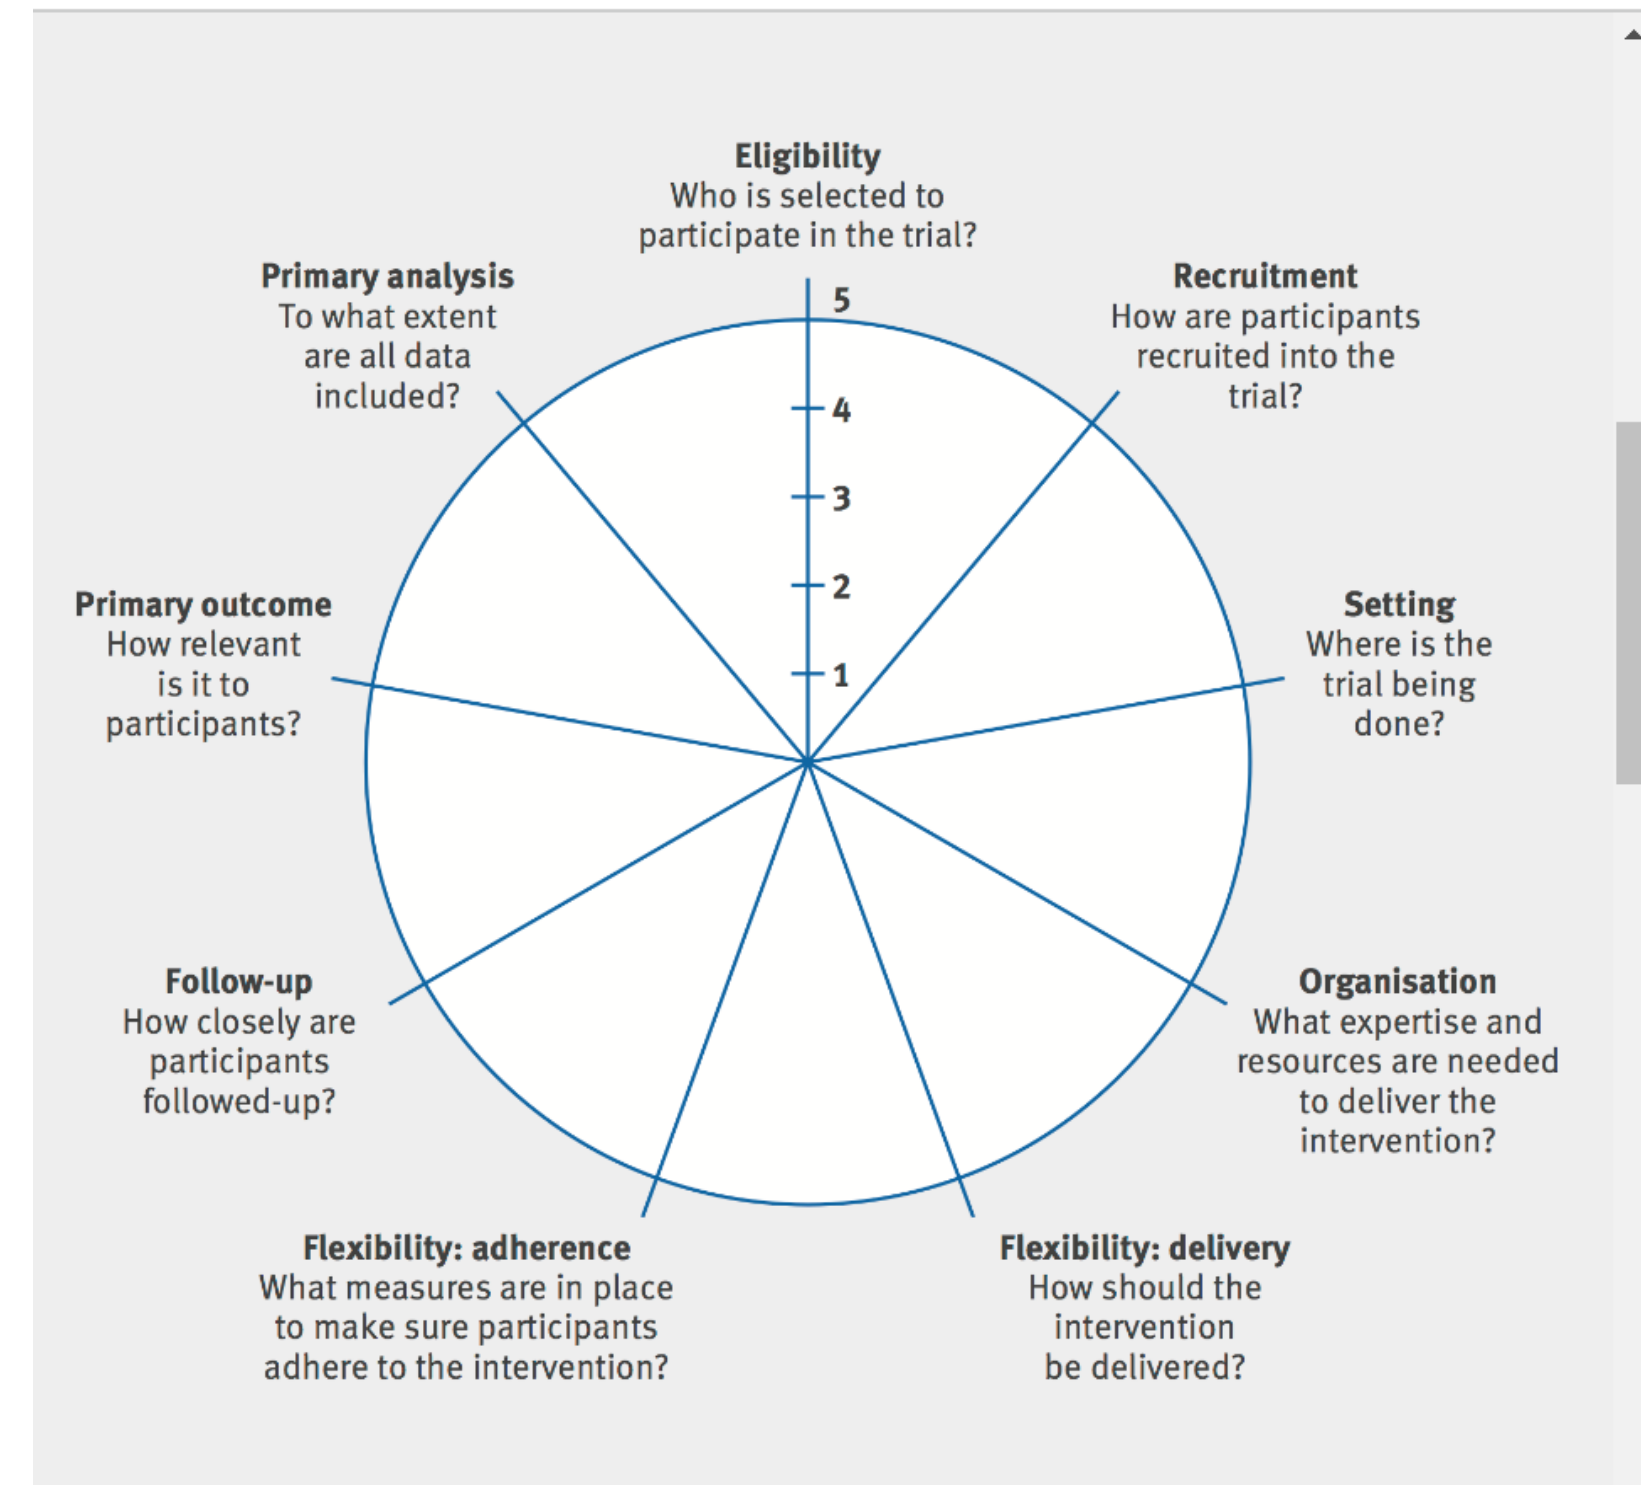 Eligibility
Who is selected to
participate in the trial?
Primary analysis
To what extent
are all data
included?
Recruitment
How are participants
recruited into the
trial?
5
4
3
2
1
Primary outcome
How relevant
is it to
participants?
Setting
Where is the
trial being
done?
Follow-up
How closely are
participants
followed-up?
Organisation
What expertise and
resources are needed
to deliver the
intervention?
Flexibility: adherence
What measures are in place
to make sure participants
adhere to the intervention?
Flexibility: delivery
How should the
intervention
be delivered?